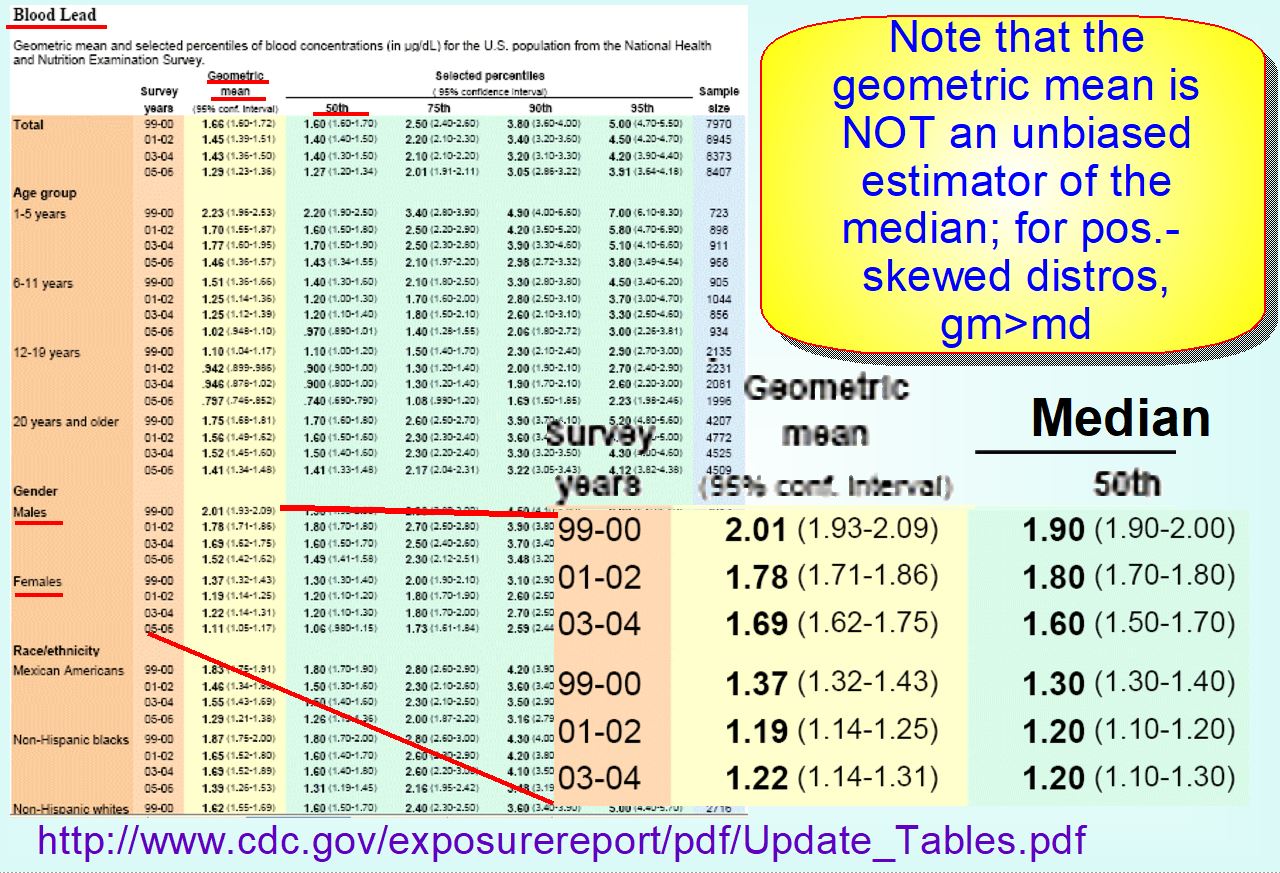 Blood Lead
Geometric mean and selected percentiles of blood concentrations (in µg/dL) for the U.S. population from the National Health
and Nutrition Examination Survey.
Geometric Selected percentiles
Survey mean ( 95% confidence interval) Sample
years (95% conf. interval) 50th 75th 90th 95th size
Total 99-00 1.66 (1.60-1.72) 1.60 (1.60-1.70) 2.50 (2.40-2.60) 3.80 (3.60-4.00) 5.00 (4.70-5.50) 7970
01-02 1.45 (1.39-1.51) 1.40 (1.40-1.50) 2.20 (2.10-2.30) 3.40 (3.20-3.60) 4.50 (4.20-4.70) 8945
03-04 1.43 (1.36-1.50) 1.40 (1.30-1.50) 2.10 (2.10-2.20) 3.20 (3.10-3.30) 4.20 (3.90-4.40) 8373
05-06 1.29 (1.23-1.36) 1.27 (1.20-1.34) 2.01 (1.91-2.11) 3.05 (2.86-3.22) 3.91 (3.64-4.18) 8407
Age group
1-5 years 99-00 2.23 (1.96-2.53) 2.20 (1.90-2.50) 3.40 (2.80-3.90) 4.90 (4.00-6.60) 7.00 (6.10-8.30) 723
01-02 1.70 (1.55-1.87) 1.60 (1.50-1.80) 2.50 (2.20-2.90) 4.20 (3.50-5.20) 5.80 (4.70-6.90) 898
03-04 1.77 (1.60-1.95) 1.70 (1.50-1.90) 2.50 (2.30-2.80) 3.90 (3.30-4.60) 5.10 (4.10-6.60) 911
05-06 1.46 (1.36-1.57) 1.43 (1.34-1.55) 2.10 (1.97-2.20) 2.98 (2.72-3.32) 3.80 (3.49-4.54) 968
6-11 years 99-00 1.51 (1.36-1.66) 1.40 (1.30-1.60) 2.10 (1.80-2.50) 3.30 (2.80-3.80) 4.50 (3.40-6.20) 905
01-02 1.25 (1.14-1.36) 1.20 (1.00-1.30) 1.70 (1.60-2.00) 2.80 (2.50-3.10) 3.70 (3.00-4.70) 1044
03-04 1.25 (1.12-1.39) 1.20 (1.10-1.40) 1.80 (1.50-2.10) 2.60 (2.10-3.10) 3.30 (2.50-4.60) 856
05-06 1.02 (.948-1.10) .970 (.890-1.01) 1.40 (1.28-1.55) 2.06 (1.80-2.72) 3.00 (2.26-3.81) 934
12-19 years 99-00 1.10 (1.04-1.17) 1.10 (1.00-1.20) 1.50 (1.40-1.70) 2.30 (2.10-2.40) 2.90 (2.70-3.00) 2135
01-02 .942 (.899-.986) .900 (.900-1.00) 1.30 (1.20-1.40) 2.00 (1.90-2.10) 2.70 (2.40-2.90) 2231
03-04 .946 (.878-1.02) .900 (.800-1.00) 1.30 (1.20-1.40) 1.90 (1.70-2.10) 2.60 (2.20-3.00) 2081
05-06 .797 (.746-.852) .740 (.690-.790) 1.08 (.990-1.20) 1.69 (1.50-1.85) 2.23 (1.98-2.46) 1996
20 years and older 99-00 1.75 (1.68-1.81) 1.70 (1.60-1.80) 2.60 (2.50-2.70) 3.90 5.20 (4.80-5.60) 4207
01-02 1.56 (1.49-1.62) 1.60 (1.50-1.60) 2.30 (2.30-2.40) 3.60 4772
03-04 1.52 (1.45-1.60) 1.50 (1.40-1.60) 2.30 (2.20-2.40) 3.30 4.30 4525
05-06 1.41 (1.34-1.48) 1.41 (1.33-1.48) 2.17 (2.04-2.31) 3.22 (3.05-3.43) 4.12 (3.82-4.38) 4509
Gender
Males 99-00 2.01 (1.93-2.09)
01-02 1.78 (1.71-1.86) 1.80 (1.70-1.80) 2.70 (2.50-2.80) 3.90 (3.80
03-04 1.69 (1.62-1.75) 1.60 (1.50-1.70) 2.50 (2.40-2.60) 3.70 (3.40
05-06 1.52 (1.42-1.62) 1.49 (1.41-1.58) 2.30 (2.12-2.51) 3.48 (3.20
Females 99-00 1.37 (1.32-1.43) 1.30 (1.30-1.40) 2.00 (1.90-2.10) 3.10 (2.90
01-02 1.19 (1.14-1.25) 1.20 (1.10-1.20) 1.80 (1.70-1.90) 2.60 (2.50
03-04 1.22 (1.14-1.31) 1.20 (1.10-1.30) 1.80 (1.70-2.00) 2.70 (2.50
05-06 1.11 (1.05-1.17) 1.06 (.980-1.15) 1.73 (1.61-1.84) 2.59 (2.44
Race/ethnicity
Mexican Americans 99-00 1.83 1.80 (1.70-1.90) 2.80 (2.60-2.90) 4.20 (3.90
01-02 1.46 1.50 (1.30-1.60) 2.30 (2.10-2.60) 3.60 (3.40
03-04 1.55 (1.43-1.69) (1.40-1.60) 2.30 (2.10-2.50) 3.50 (2.90
05-06 1.29 (1.21-1.38) 1.26 2.00 (1.87-2.20) 3.16 (2.79
Non-Hispanic blacks 99-00 1.87 (1.75-2.00) 1.80 (1.70-2.00) 2.80 (2.60-3.00) 4.30 (4.00
01-02 1.65 (1.52-1.80) 1.60 (1.40-1.70) 2.60 4.20 (3.80
03-04 1.69 (1.52-1.89) 1.60 (1.40-1.80) 2.60 4.10 (3.50
05-06 1.39 (1.26-1.53) 1.31 (1.19-1.45) 2.16 (1.95-2.42) (3.19
Non-Hispanic whites 99-00 1.62 (1.55-1.69) 1.60 (1.50-1.70) 2.40 (2.30-2.50) 3.60 (3.40-3.90) 5.00 (4.40-5.70) 2716
Note that the
geometric mean is
NOT an unbiased
estimator of the
median; for pos.-
skewed distros,
gm>md
Geometric Median
Survey mean
years (95% conf. interval) 50th
99-00 2.01 (1.93-2.09) 1.90 (1.90-2.00)
01-02 1.78 (1.71-1.86) 1.80 (1.70-1.80)
03-04 1.69 (1.62-1.75) 1.60 (1.50-1.70)
99-00 1.37 (1.32-1.43) 1.30 (1.30-1.40)
01-02 1.19 (1.14-1.25) 1.20 (1.10-1.20)
03-04 1.22 (1.14-1.31) 1.20 (1.10-1.30)
http://www.cdc.gov/exposurereport/pdf/Update_Tables.pdf